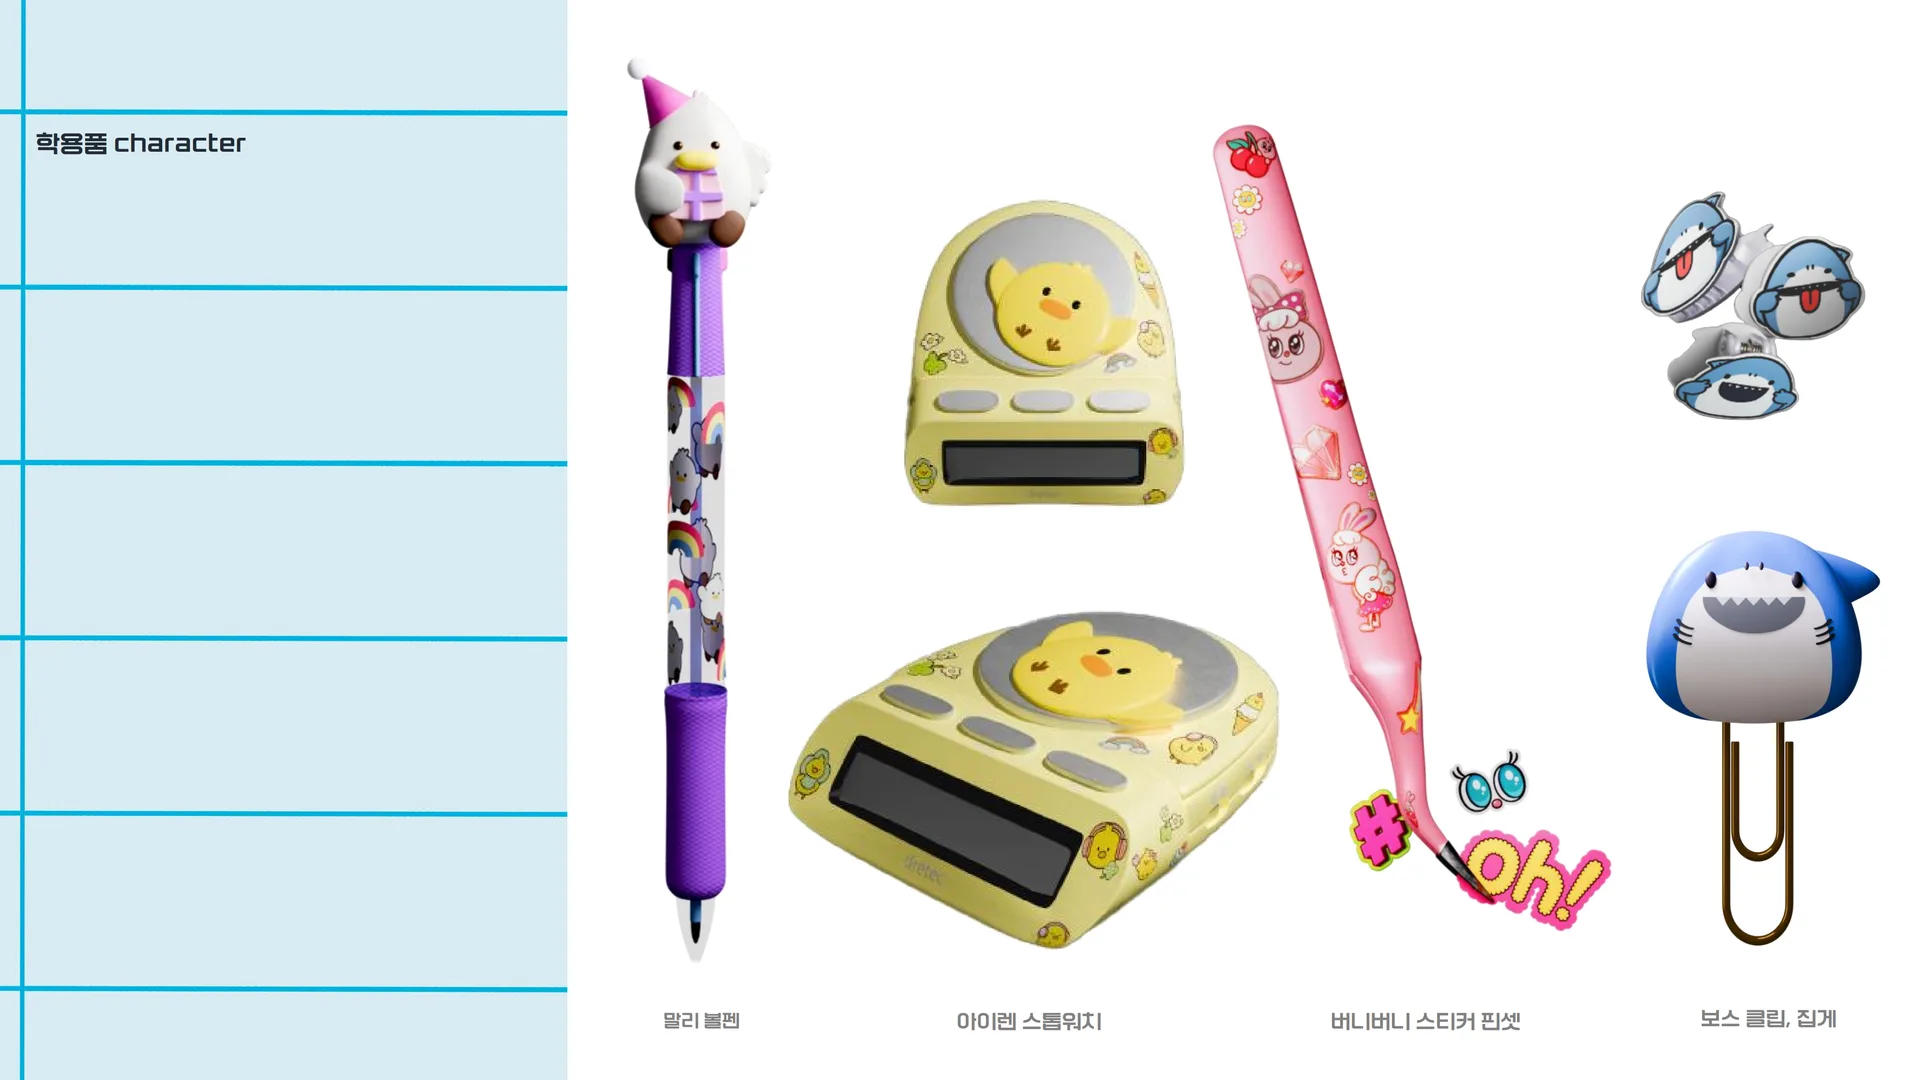 학용품 character
dretec
#
oh!
말리 볼펜
아이렌 스톱워치
버니버니 스티커 핀셋
보스 클립, 집게